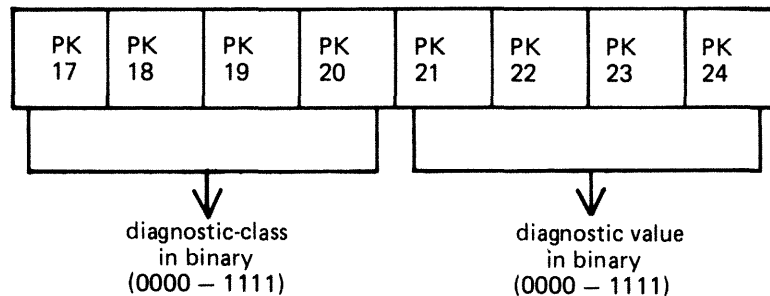 PK PK PK PK PK PK PK PK
17 18 19 20 21 22 23 24
diagnostic-class
in binary
(0000 – 1111)
diagnostic value
in binary
(0000 – 1111)